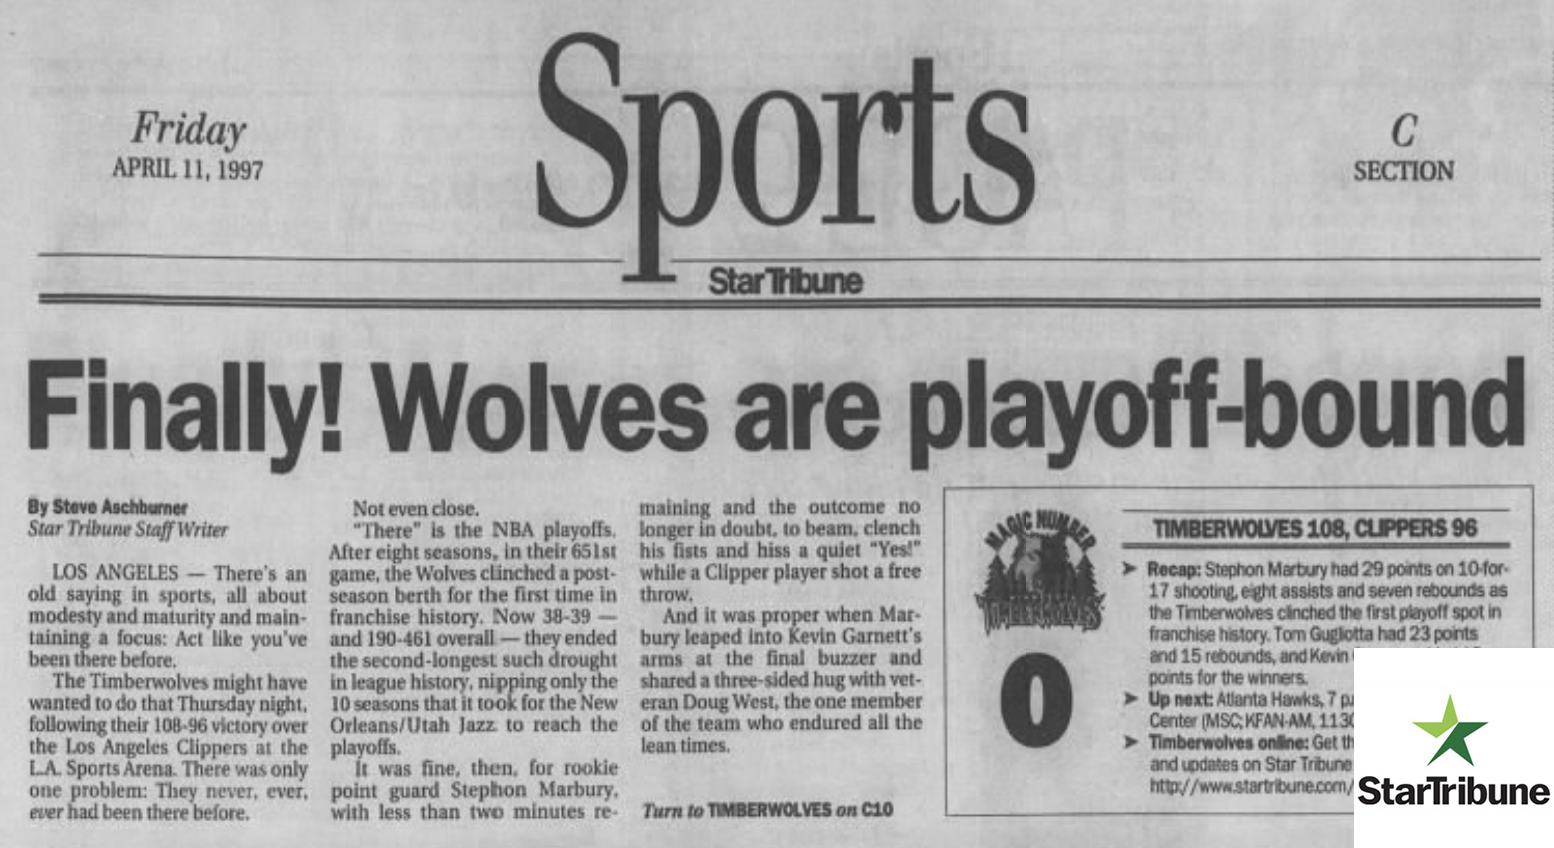 Friday
APRIL 11, 1997
Sports
C
SECTION
StarTribune
Finally! Wolves are playoff-bound
By Steve Aschburner
Star Tribune Staff Writer
LOS ANGELES — There's an
old saying in sports, all about
modesty and maturity and main-
taining a focus: Act like you've
been there before.
The Timberwolves might have
wanted to do that Thursday night,
following their 108-96 victory over
the Los Angeles Clippers at the
L.A. Sports Arena. There was only
one problem: They never, ever,
ever had been there before.
Not even close.
"There" is the NBA playoffs.
After eight seasons, in their 651st
game, the Wolves clinched a post-
season berth for the first time in
franchise history. Now 38-39 —
and 190-461 overall — they ended
the second-longest such drought
in league history, nipping only the
10 seasons that it took for the New
Orleans/Utah Jazz to reach the
playoffs.
It was fine, then, for rookie
point guard Stephon Marbury,
with less than two minutes re-
maining and the outcome no
longer in doubt, to beam, clench
his fists and hiss a quiet "Yes!"
while a Clipper player shot a free
throw.
And it was proper when Mar-
bury leaped into Kevin Garnett's
arms at the final buzzer and
shared a three-sided hug with vet-
eran Doug West, the one member
of the team who endured all the
lean times.
Turn to TIMBERWOLVES on C10
MAGIC NUMBER
TIMBERWOLVES
0
TIMBERWOLVES 108, CLIPPERS 96
➤ Recap: Stephon Marbury had 29 points on 10-for-
17 shooting, eight assists and seven rebounds as
the Timberwolves clinched the first playoff spot in
franchise history. Tom Gugliotta had 23 points
and 15 rebounds, and Kevin
points for the winners.
➤ Up next: Atlanta Hawks, 7 p.
Center (MSC; KFAN-AM, 1130
➤ Timberwolves online: Get th
and updates on Star Tribune
http://www.startribune.com/
StarTribune